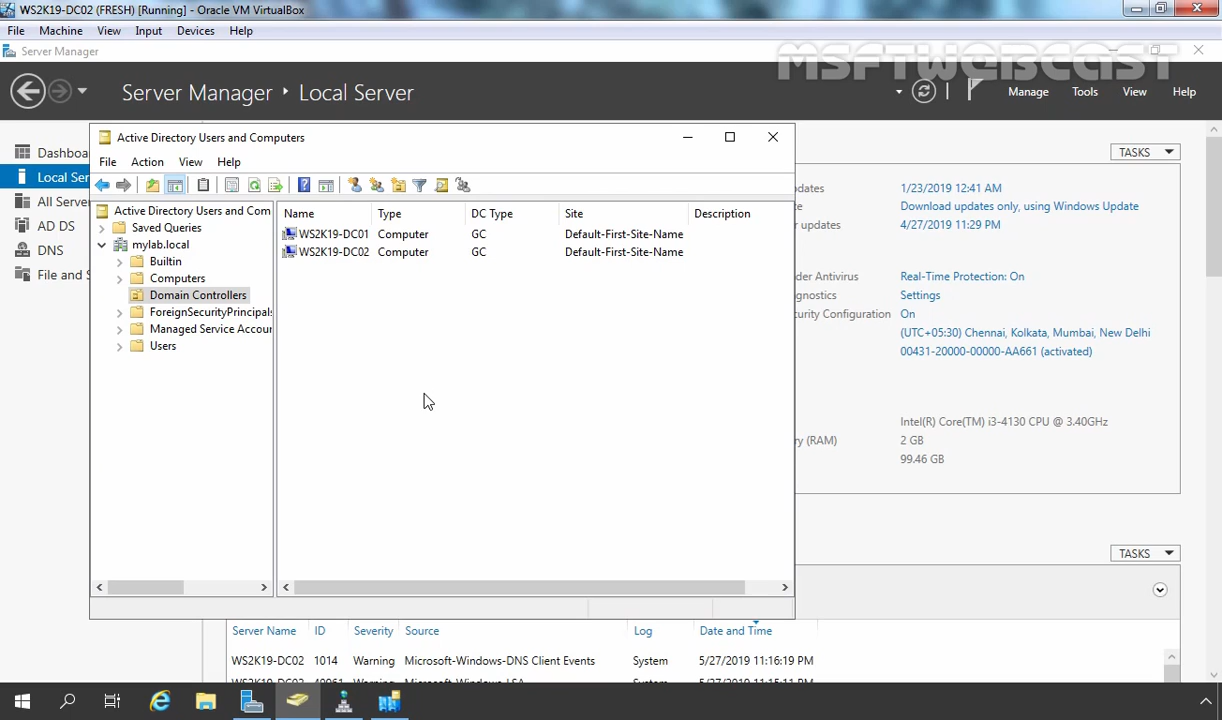 WS2K19-DC02 (FRESH) [Running] - Oracle VM VirtualBox
File Machine View Input Devices Help
Server Manager
MSFTWEBCAST
Server Manager • Local Server
Manage Tools View Help
Dashboa
Local Ser
All Serve
AD DS
DNS
File and S
Active Directory Users and Computers
File Action View Help
Active Directory Users and Com
Saved Queries
mylab.local
Builtin
Computers
Domain Controllers
ForeignSecurityPrincipals
Managed Service Accour
Users
Name Type DC Type Site Description
WS2K19-DC01 Computer GC Default-First-Site-Name
WS2K19-DC02 Computer GC Default-First-Site-Name
TASKS
pdates 1/23/2019 12:41 AM
Download updates only, using Windows Update
r updates 4/27/2019 11:29 PM
der Antivirus Real-Time Protection: On
gnostics Settings
urity Configuration On
(UTC+05:30) Chennai, Kolkata, Mumbai, New Delhi
00431-20000-00000-AA661 (activated)
Intel(R) Core(TM) i3-4130 CPU @ 3.40GHz
ry (RAM) 2 GB
99.46 GB
TASKS
Server Name ID Severity Source Log Date and Time
WS2K19-DC02 1014 Warning Microsoft-Windows-DNS Client Events System 5/27/2019 11:16:19 PM